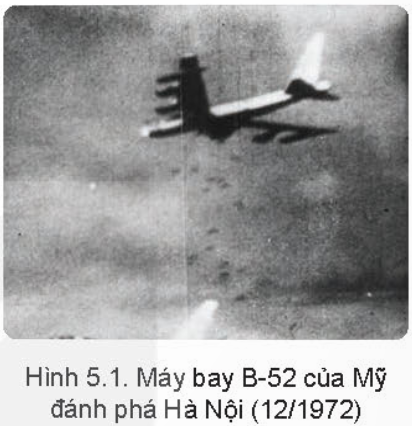 Hình 5.1. Máy bay B-52 của Mỹ
đánh phá Hà Nội (12/1972)